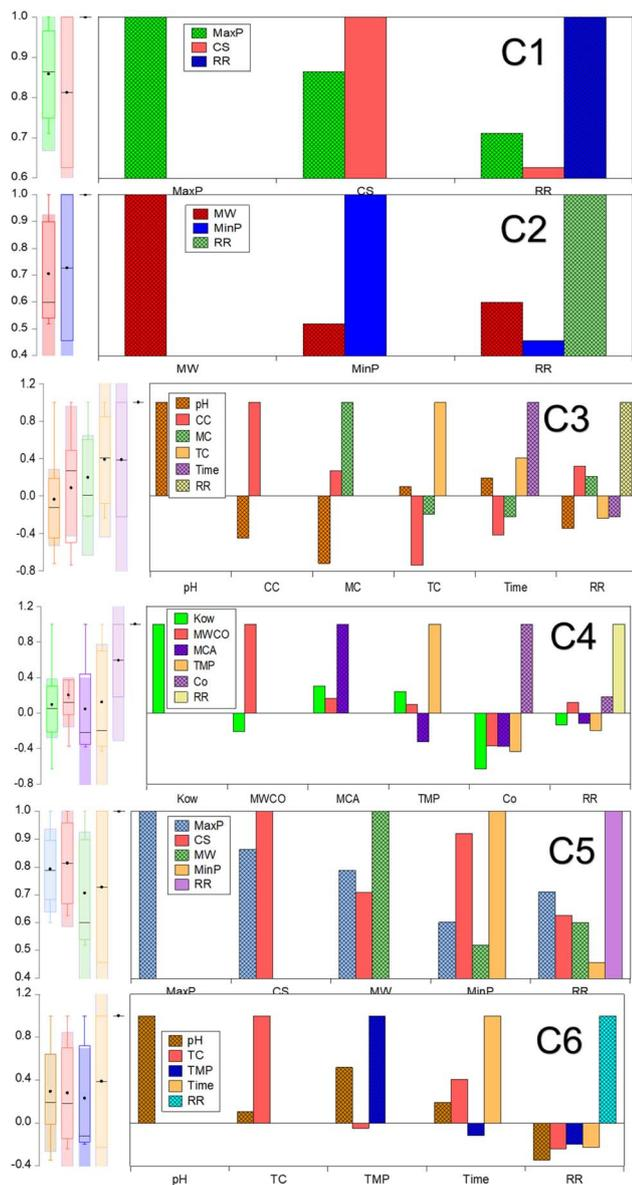 1.0
0.9
0.8
0.7
0.6
MaxP
CS
RR
C1
MaxP CS RR
1.0
0.9
0.8
0.7
0.6
0.5
0.4
MW
MinP
RR
C2
MW MinP RR
1.2
0.8
0.4
0.0
-0.4
-0.8
pH
CC
MC
TC
Time
RR
C3
pH CC MC TC Time RR
1.2
0.8
0.4
0.0
-0.4
-0.8
Kow
MWCO
MCA
TMP
Co
RR
C4
Kow MWCO MCA TMP Co RR
1.0
0.9
0.8
0.7
0.6
0.5
0.4
MaxP
CS
MW
MinP
RR
C5
MaxP CS MW MinP RR
1.2
0.8
0.4
0.0
-0.4
pH
TC
TMP
Time
RR
C6
pH TC TMP Time RR